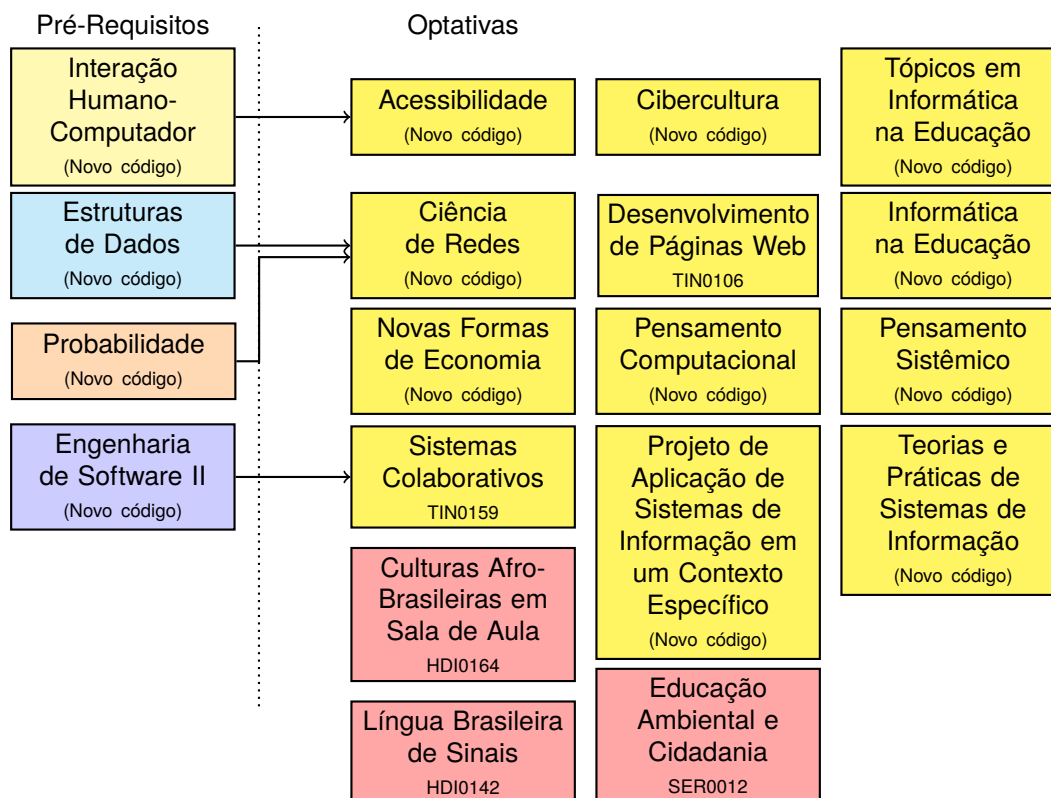 Pré-Requisitos
Optativas
Interação
Humano-
Computador
(Novo código)
Acessibilidade
(Novo código)
Cibercultura
(Novo código)
Tópicos em
Informática
na Educação
(Novo código)
Estruturas
de Dados
(Novo código)
Ciência
de Redes
(Novo código)
Desenvolvimento
de Páginas Web
TIN0106
Informática
na Educação
(Novo código)
Probabilidade
(Novo código)
Novas Formas
de Economia
(Novo código)
Pensamento
Computacional
(Novo código)
Pensamento
Sistêmico
(Novo código)
Engenharia
de Software II
(Novo código)
Sistemas
Colaborativos
TIN0159
Projeto de
Aplicação de
Sistemas de
Informação em
um Contexto
Específico
(Novo código)
Teorias e
Práticas de
Sistemas de
Informação
(Novo código)
Culturas Afro-
Brasileiras em
Sala de Aula
HDI0164
Língua Brasileira
de Sinais
HDI0142
Educação
Ambiental e
Cidadania
SER0012